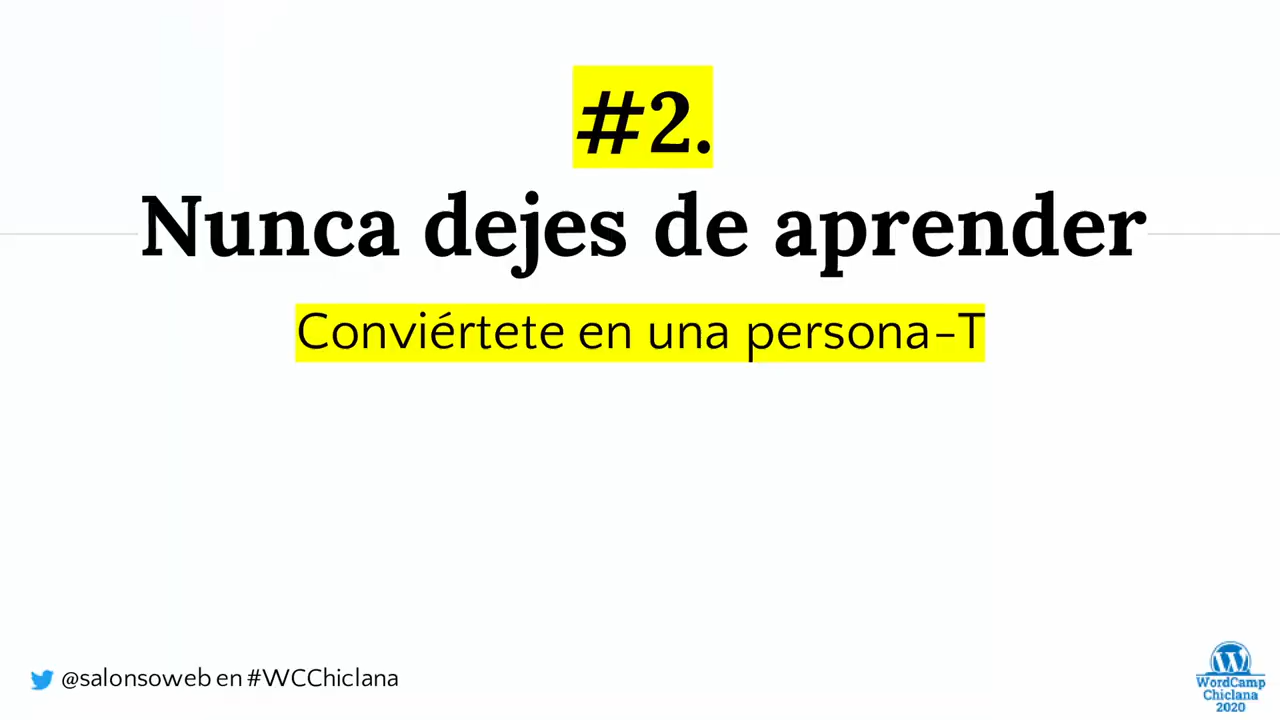 #2.
Nunca dejes de aprender
Conviértete en una persona-T
@salonsoweb en #WCChiclana
WordCamp
Chiclana
2020